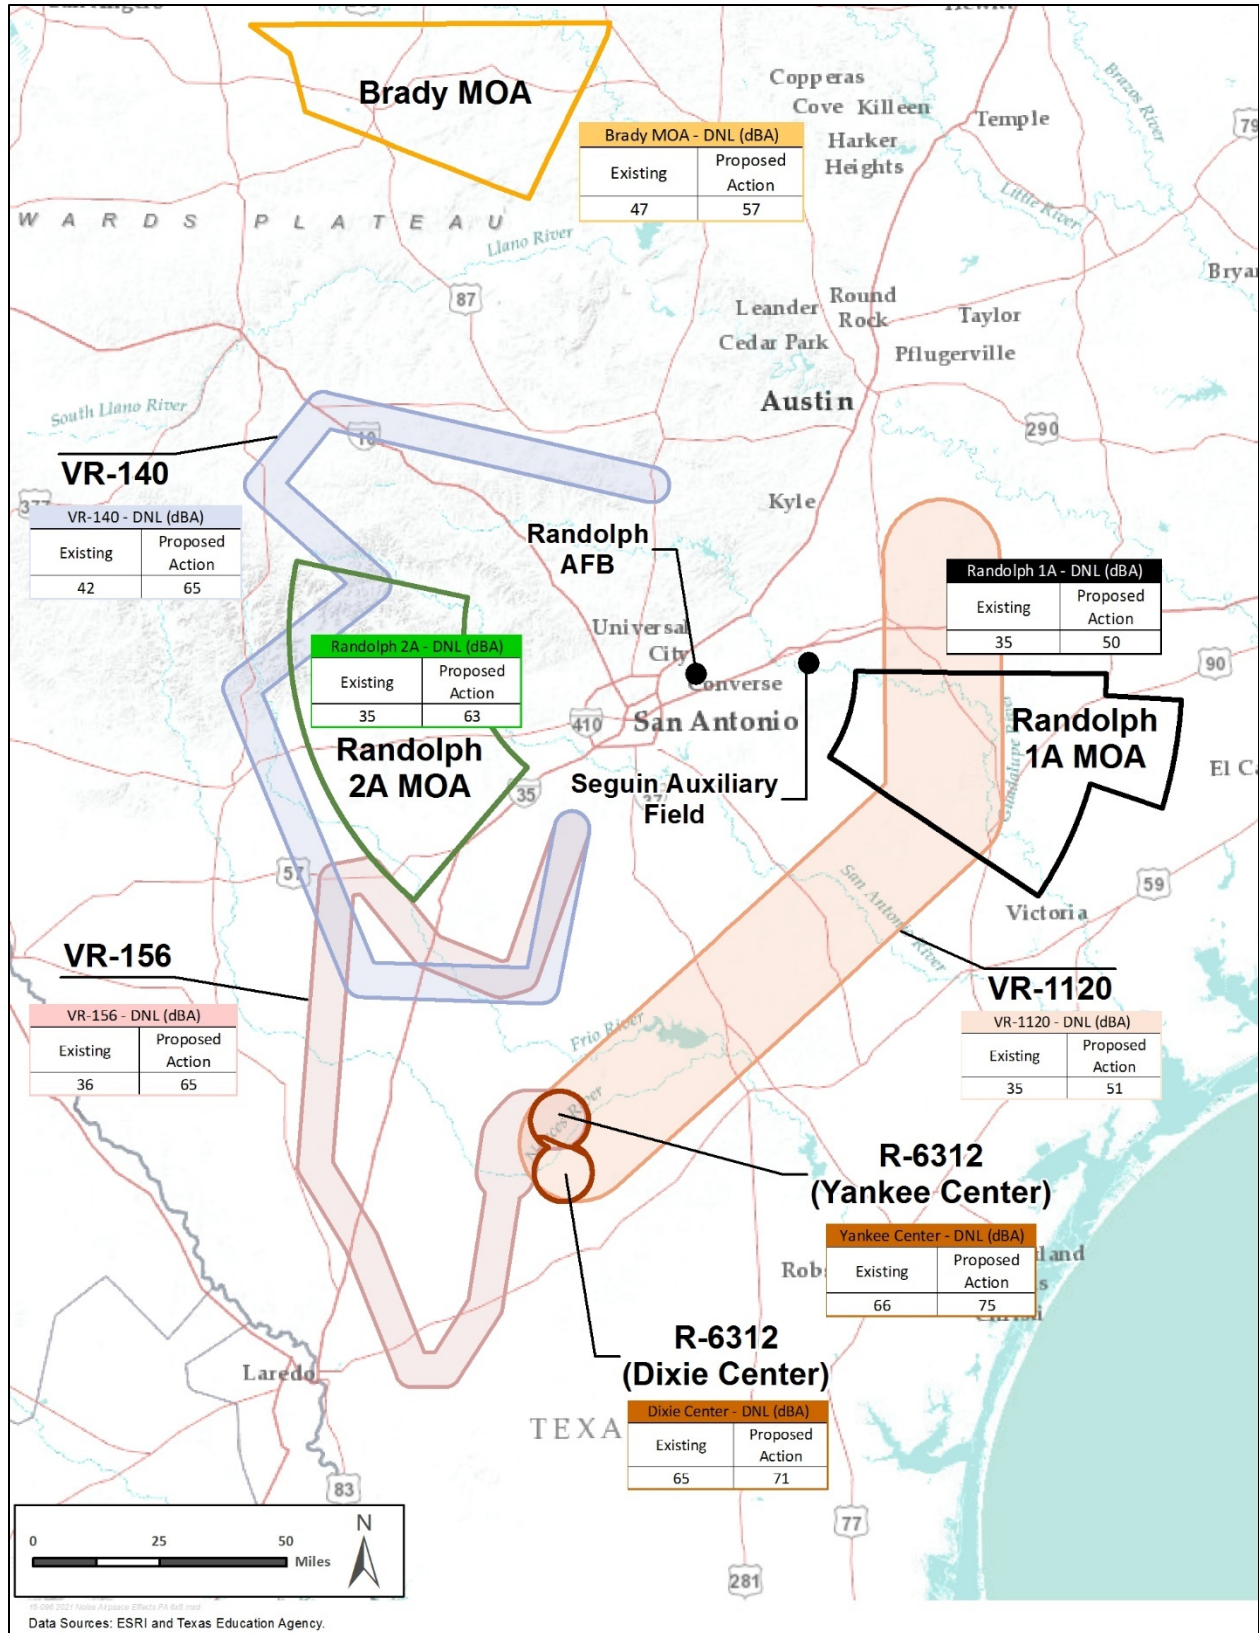 Brady MOA
Copperas
Cove Killeen
Temple
Harker
Heights
Brazos River
79
Brady MOA - DNL (dBA)
Existing Proposed Action
47 57
W A R D S P L A T E A U
Llano River
Little River
87
Leander
Round
Rock
Taylor
Cedar Park
Pflugerville
South Llano River
Austin
10
290
VR-140
377
Kyle
VR-140 - DNL (dBA)
Existing Proposed Action
42 65
Randolph
AFB
Randolph 1A - DNL (dBA)
Existing Proposed Action
35 50
Universal
City
Randolph 2A - DNL (dBA)
Existing Proposed Action
35 63
90
Converse
410
San Antonio
Guadalupe River
Randolph
1A MOA
Randolph
2A MOA
Seguin Auxiliary
Field
35
37
57
San Antonio River
59
Victoria
VR-156
VR-1120
VR-156 - DNL (dBA)
Existing Proposed Action
36 65
VR-1120 - DNL (dBA)
Existing Proposed Action
35 51
Frio River
R-6312
(Yankee Center)
Yankee Center - DNL (dBA)
Existing Proposed Action
66 75
R-6312
(Dixie Center)
Laredo
Dixie Center - DNL (dBA)
Existing Proposed Action
65 71
TEXA
83
77
281
N
0 25 50
Miles
Data Sources: ESRI and Texas Education Agency.